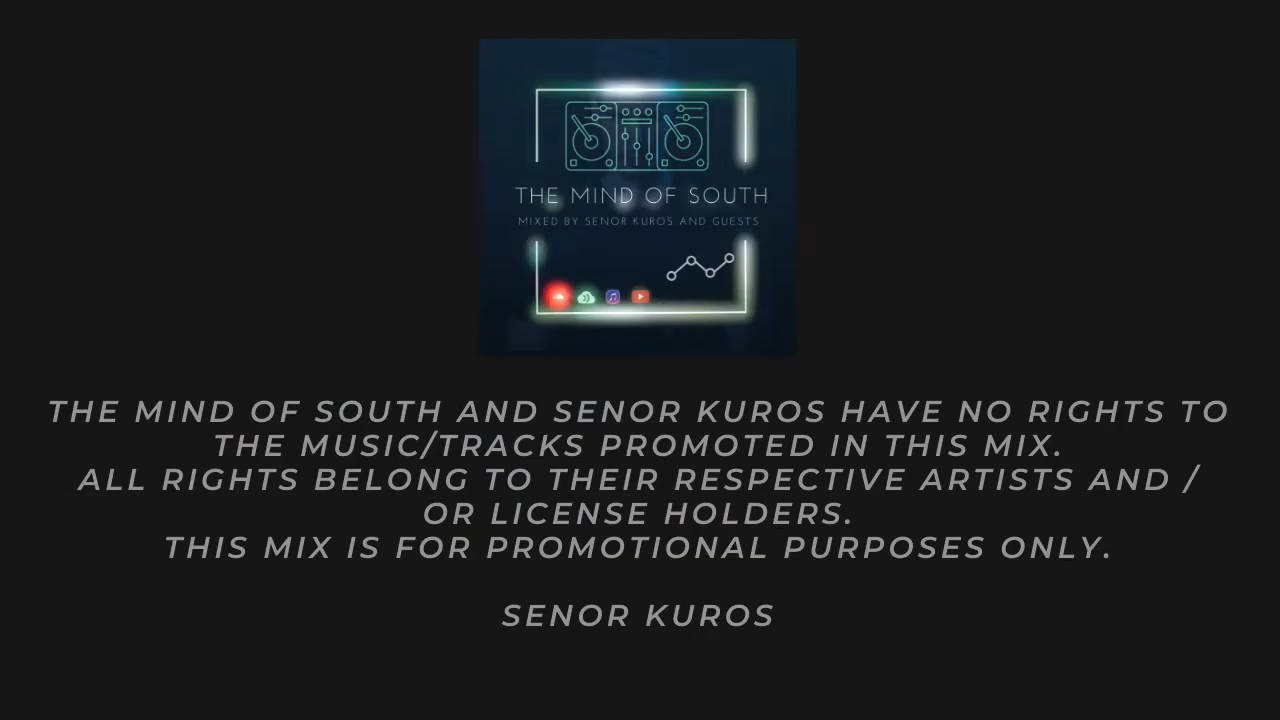 THE MIND OF SOUTH
MIXED BY SENOR KUROS AND GUESTS
THE MIND OF SOUTH AND SENOR KUROS HAVE NO RIGHTS TO
THE MUSIC/TRACKS PROMOTED IN THIS MIX.
ALL RIGHTS BELONG TO THEIR RESPECTIVE ARTISTS AND /
OR LICENSE HOLDERS.
THIS MIX IS FOR PROMOTIONAL PURPOSES ONLY.
SENOR KUROS